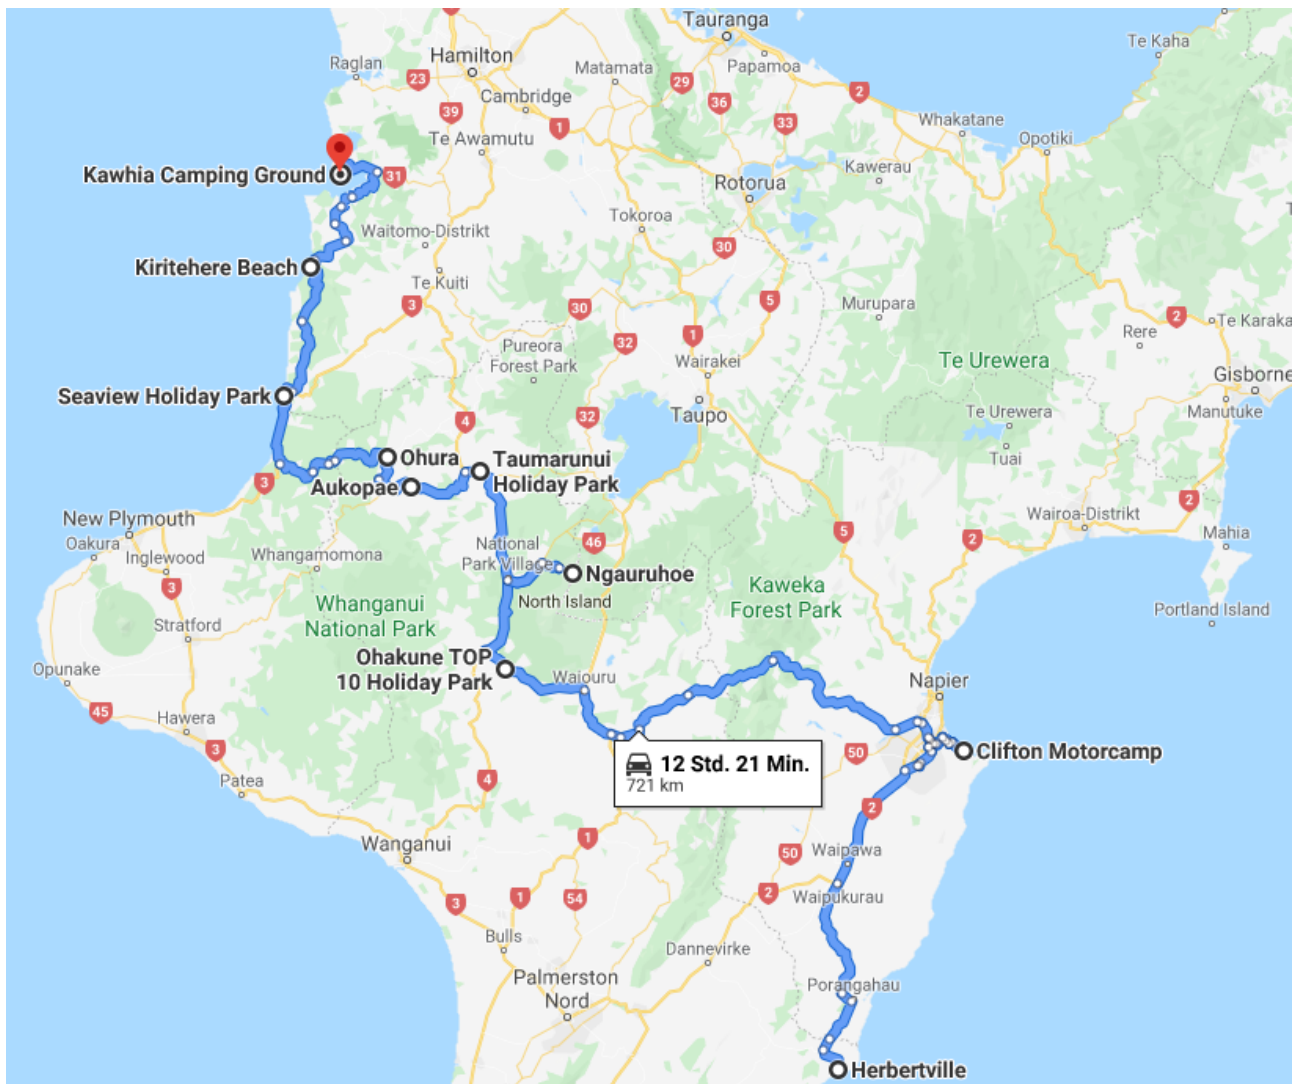 Tauranga
Te Kaha
Hamilton
Raglan
Matamata
Papamoa
23
29
2
Cambridge
36
39
33
Whakatane
1
Te Awamutu
Opotiki
Kawerau
Kawhia Camping Ground
31
Rotorua
Tokoroa
Waitomo-Distrikt
30
Kiritehere Beach
Te Kuiti
3
30
5
Murupara
2
Te Karaka
Rere
1
32
Pureora
Forest Park
Wairakei
Te Urewera
Gisborne
Seaview Holiday Park
Taupo
Te Urewera
Manutuke
32
4
Ohura
Taumarunui
Holiday Park
Tuai
3
Aukopae
2
New Plymouth
Wairoa-Distrikt
5
2
Mahia
Oakura
Inglewood
Whangamomona
National
Park Village
46
Ngauruhoe
3
Kaweka
Forest Park
Whanganui
National Park
North Island
Portland Island
Stratford
Opunake
Ohakune TOP
10 Holiday Park
Waiouru
Napier
45
Hawera
3
50
Clifton Motorcamp
12 Std. 21 Min.
721 km
Patea
4
2
Wanganui
1
50
Waipawa
3
1
54
2
Waipukurau
Bulls
Dannevirke
Palmerston
Nord
Porangahau
Herbertville